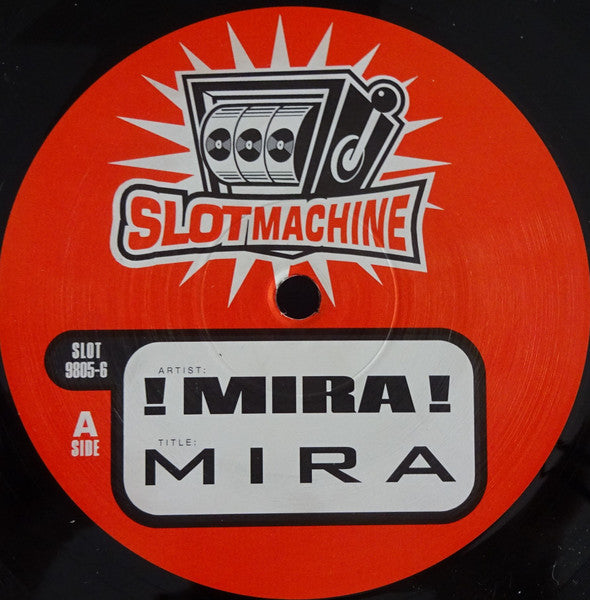 SLOTMACHINE
SLOT
9805-6
A
SIDE
ARTIST:
!MIRA!
TITLE:
MIRA